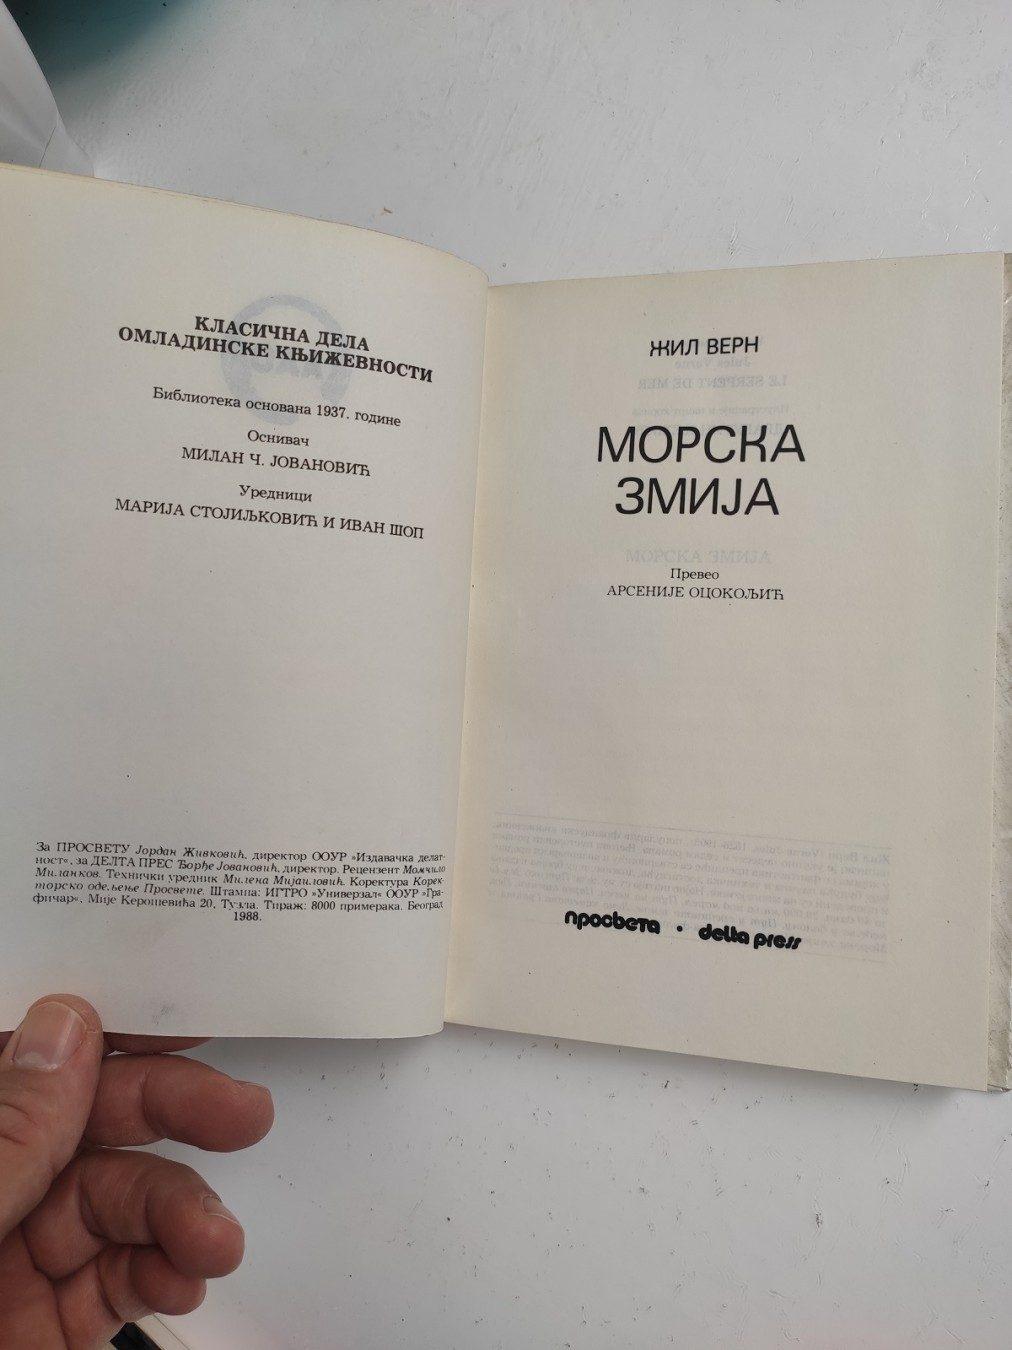 КЛАСИЧНА ДЕЛА
ОМЛАДИНСКЕ КЊИЖЕВНОСТИ
Библиотека основана 1937. године
Оснивач
МИЛАН Ч. ЈОВАНОВИЋ
Уредници
МАРИЈА СТОЈИЉКОВИЋ И ИВАН ШОП
За ПРОСВЕТУ Јордан Живковић, директор ООУР »Издавачка делат-
ност«, за ДЕЛТА ПРЕС Ђорђе Јовановић, директор. Рецензент Момчило
Миланков. Технички уредник Милена Мијаиловић. Коректура Корек-
торско одељење Просвете. Штампа: ИГТРО »Универзал« ООУР »Гра-
фичар«, Мије Керошевића 20, Тузла. Тираж: 8000 примерака. Београд
1988.
ЖИЛ ВЕРН
МОРСКА
ЗМИЈА
Превео
АРСЕНИЈЕ ОЦОКОЉИЋ
просвета • delta press